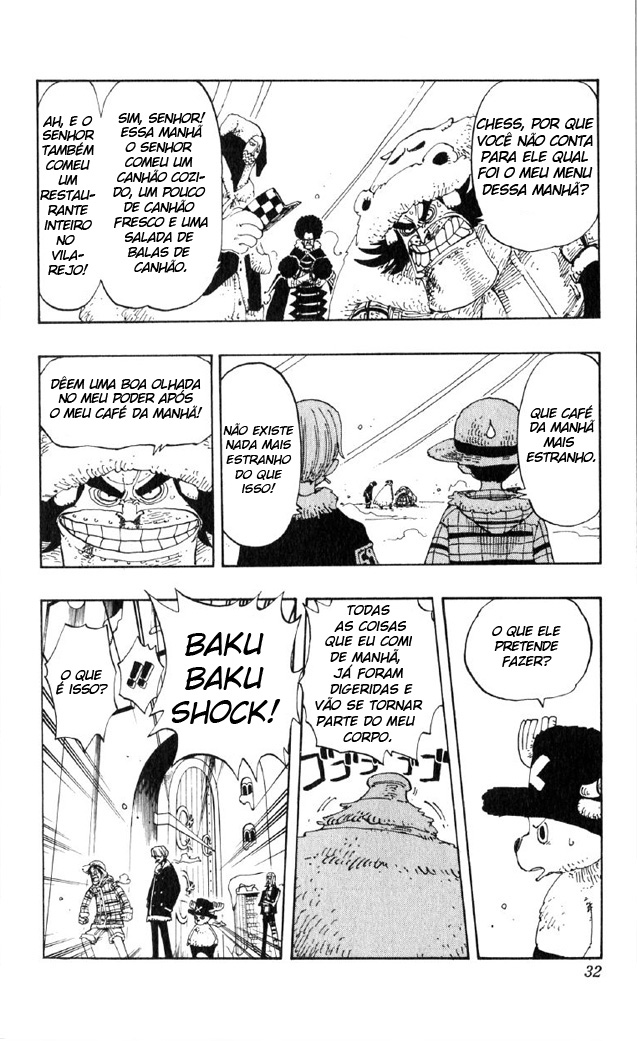 CHESS, POR QUE
VOCÊ NÃO CONTA
PARA ELE QUAL
FOI O MEU MENU
DESSA MANHÃ?
SIM, SENHOR!
ESSA MANHÃ
O SENHOR
COMEU UM
CANHÃO COZI-
DO, UM POUCO
DE CANHÃO
FRESCO E UMA
SALADA DE
BALAS DE
CANHÃO.
AH, E O
SENHOR
TAMBÉM
COMEU
UM
RESTAU-
RANTE
INTEIRO
NO
VILA-
REJO!
QUE CAFÉ
DA MANHÃ
MAIS
ESTRANHO.
NÃO EXISTE
NADA MAIS
ESTRANHO
DO QUE
ISSO!
DÊEM UMA BOA OLHADA
NO MEU PODER APÓS
O MEU CAFÉ DA MANHÃ!
O QUE ELE
PRETENDE
FAZER?
TODAS
AS COISAS
QUE EU COMI
DE MANHÃ,
JÁ FORAM
DIGERIDAS E
VÃO SE TORNAR
PARTE DO MEU
CORPO.
ゴゴゴゴゴ
BAKU
BAKU
SHOCK!
!!
O QUE
É ISSO?
32